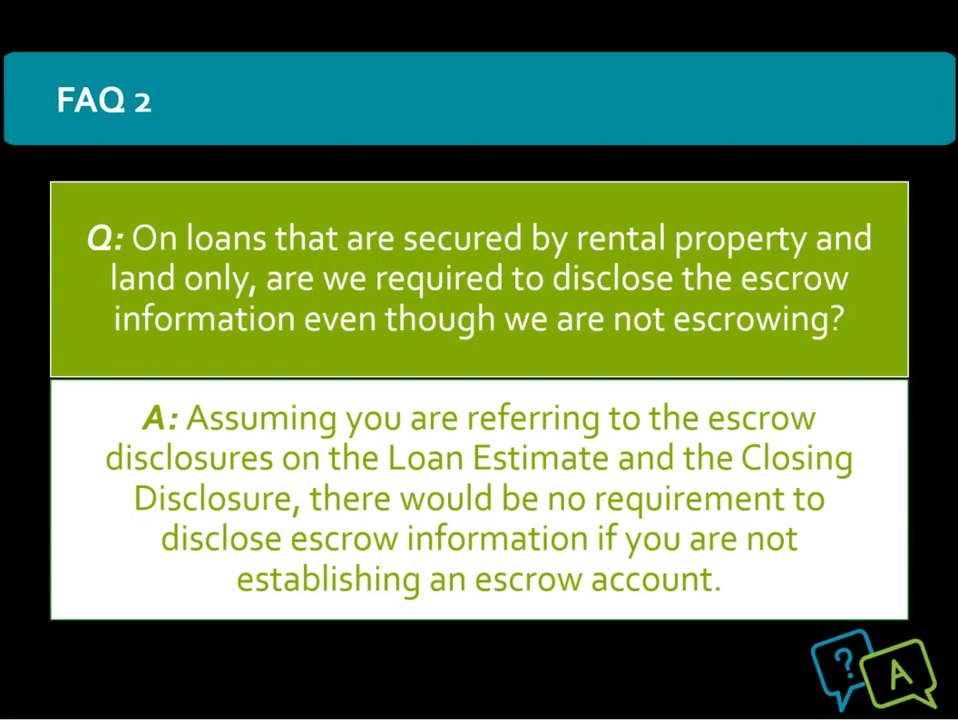 FAQ 2
Q: On loans that are secured by rental property and
land only, are we required to disclose the escrow
information even though we are not escrowing?
A: Assuming you are referring to the escrow
disclosures on the Loan Estimate and the Closing
Disclosure, there would be no requirement to
disclose escrow information if you are not
establishing an escrow account.
? A